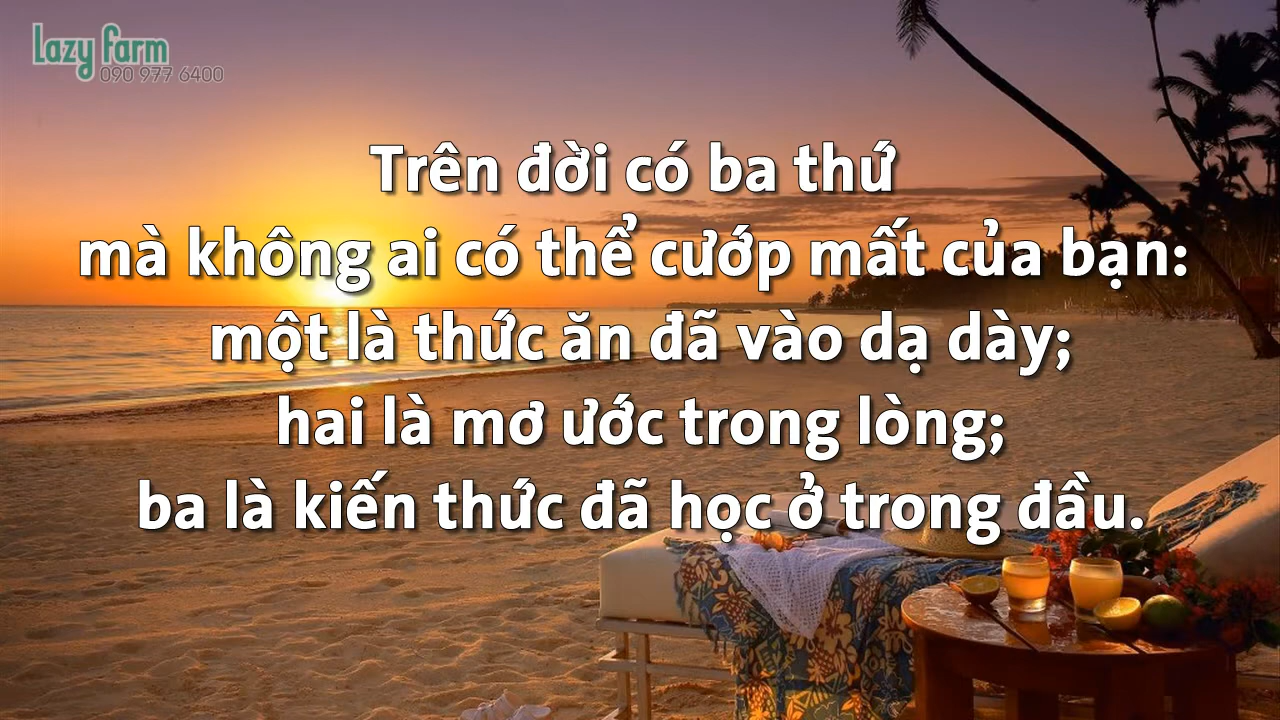 lazy farm
090 977 6400
Trên đời có ba thứ
mà không ai có thể cướp mất của bạn:
một là thức ăn đã vào dạ dày;
hai là mơ ước trong lòng;
ba là kiến thức đã học ở trong đầu.